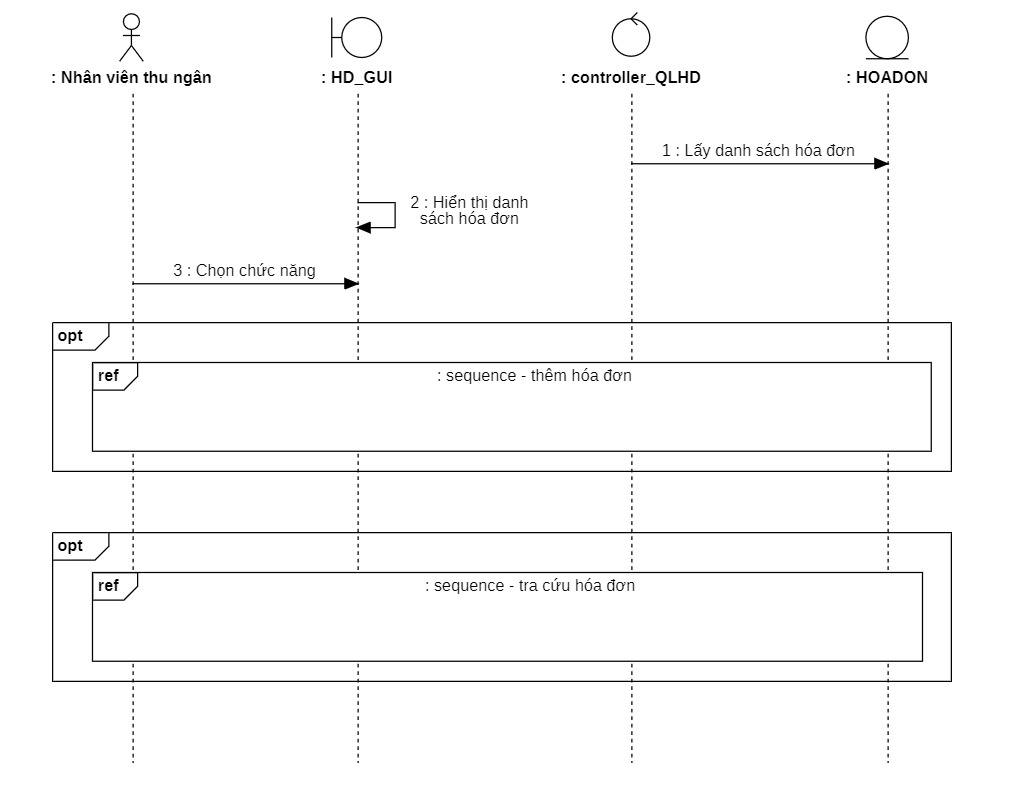 : Nhân viên thu ngân
: HD_GUI
: controller_QLHD
: HOADON
1 : Lấy danh sách hóa đơn
2 : Hiển thị danh
sách hóa đơn
3 : Chọn chức năng
opt
ref
: sequence - thêm hóa đơn
opt
ref
: sequence - tra cứu hóa đơn